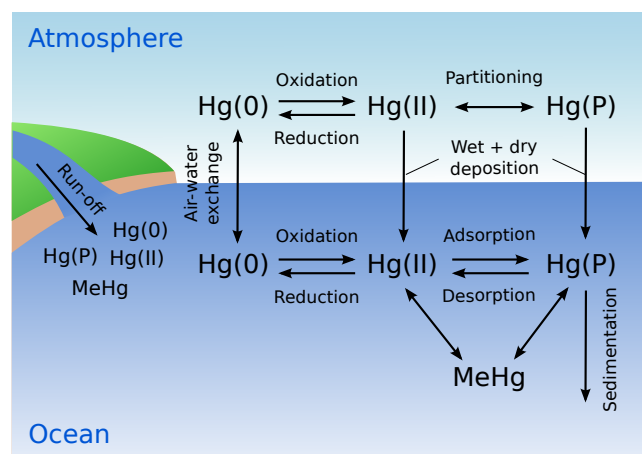 Atmosphere
Oxidation
Partitioning
Hg(0)
Hg(II)
Hg(P)
Reduction
Wet + dry
deposition
Air-water
exchange
Run-off
Hg(0)
Hg(P)
Hg(II)
MeHg
Oxidation
Adsorption
Hg(0)
Hg(II)
Hg(P)
Reduction
Desorption
MeHg
Sedimentation
Ocean